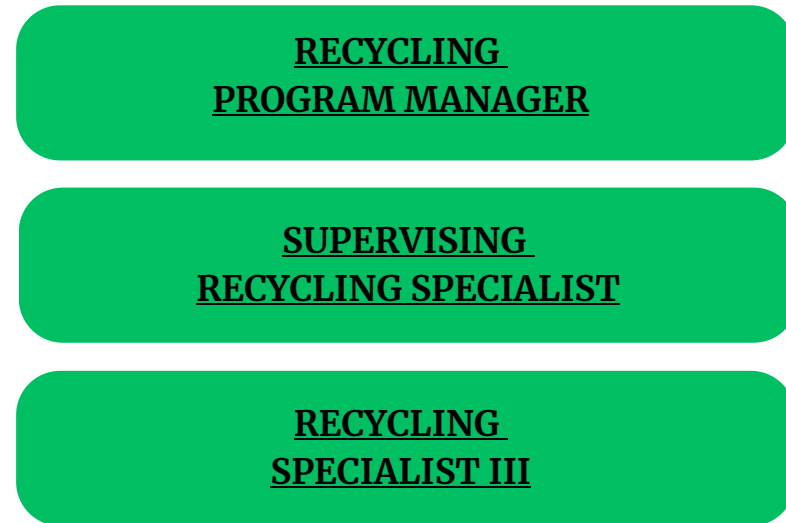 RECYCLING
PROGRAM MANAGER
SUPERVISING
RECYCLING SPECIALIST
RECYCLING
SPECIALIST III